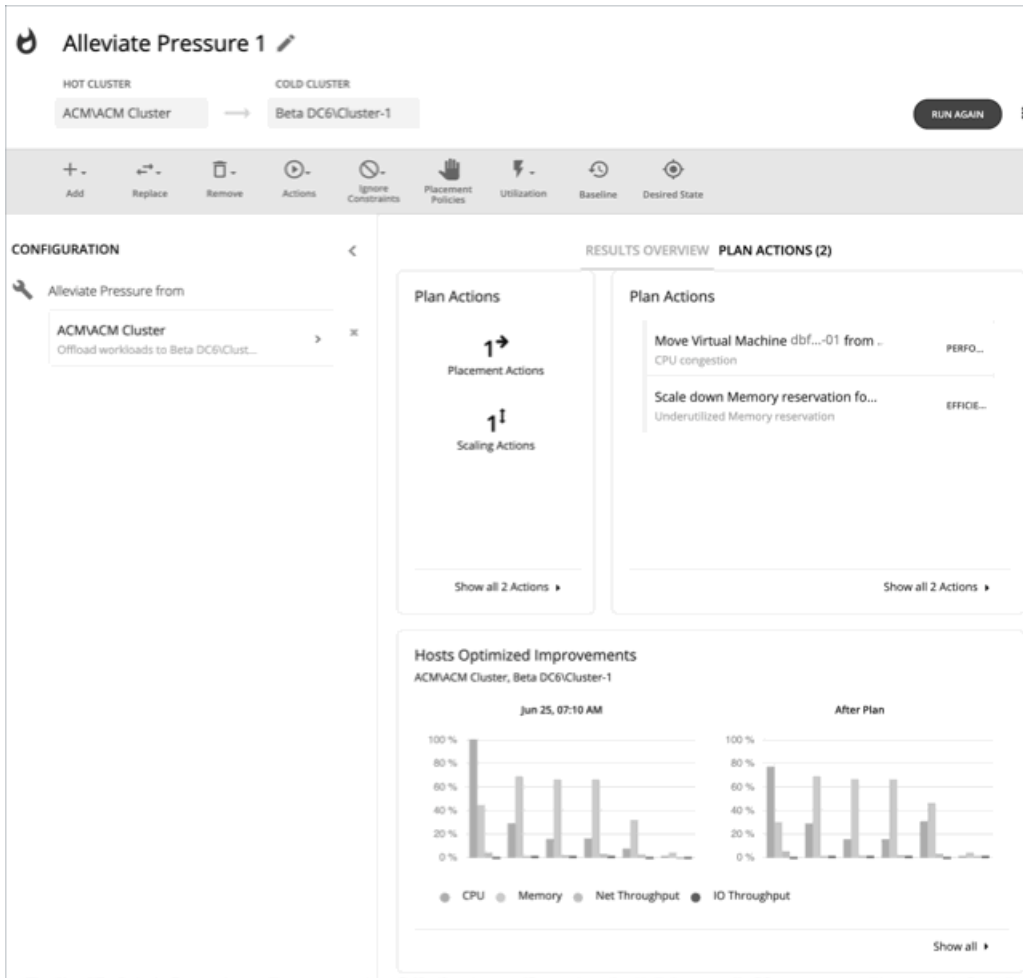 Alleviate Pressure 1
HOT CLUSTER
COLD CLUSTER
ACM\ACM Cluster
Beta DC6\Cluster-1
RUN AGAIN
Add
Replace
Remove
Actions
Ignore
Constraints
Placement
Policies
Utilization
Baseline
Desired State
CONFIGURATION
Alleviate Pressure from
ACM\ACM Cluster
Offload workloads to Beta DC6\Clust...
RESULTS OVERVIEW
PLAN ACTIONS (2)
Plan Actions
1
Placement Actions
1
Scaling Actions
Show all 2 Actions
Plan Actions
Move Virtual Machine dbf...-01 from ..
CPU congestion
PERFO...
Scale down Memory reservation fo...
Underutilized Memory reservation
EFFICIE...
Show all 2 Actions
Hosts Optimized Improvements
ACM\ACM Cluster, Beta DC6\Cluster-1
Jun 25, 07:10 AM
100 %
80 %
60 %
40 %
20 %
0 %
After Plan
100 %
80 %
60 %
40 %
20 %
0 %
CPU
Memory
Net Throughput
IO Throughput
Show all